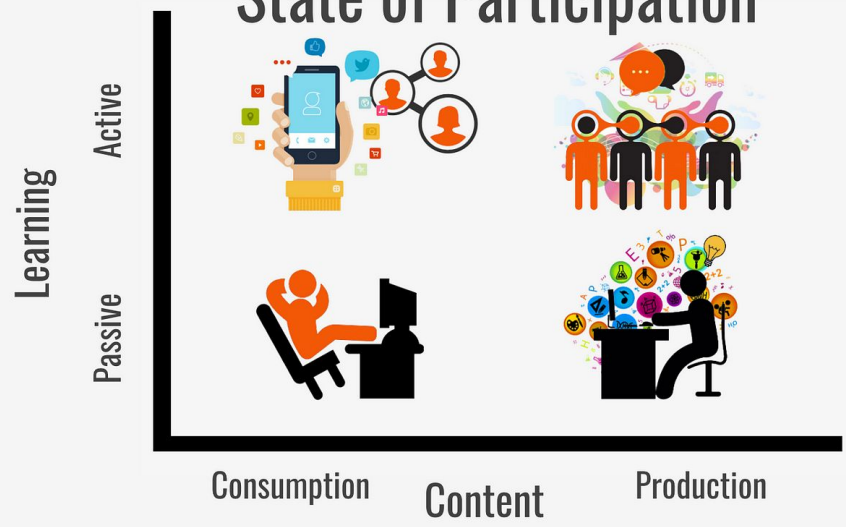 State of Participation
Learning
Active
Passive
Consumption
Content
Production